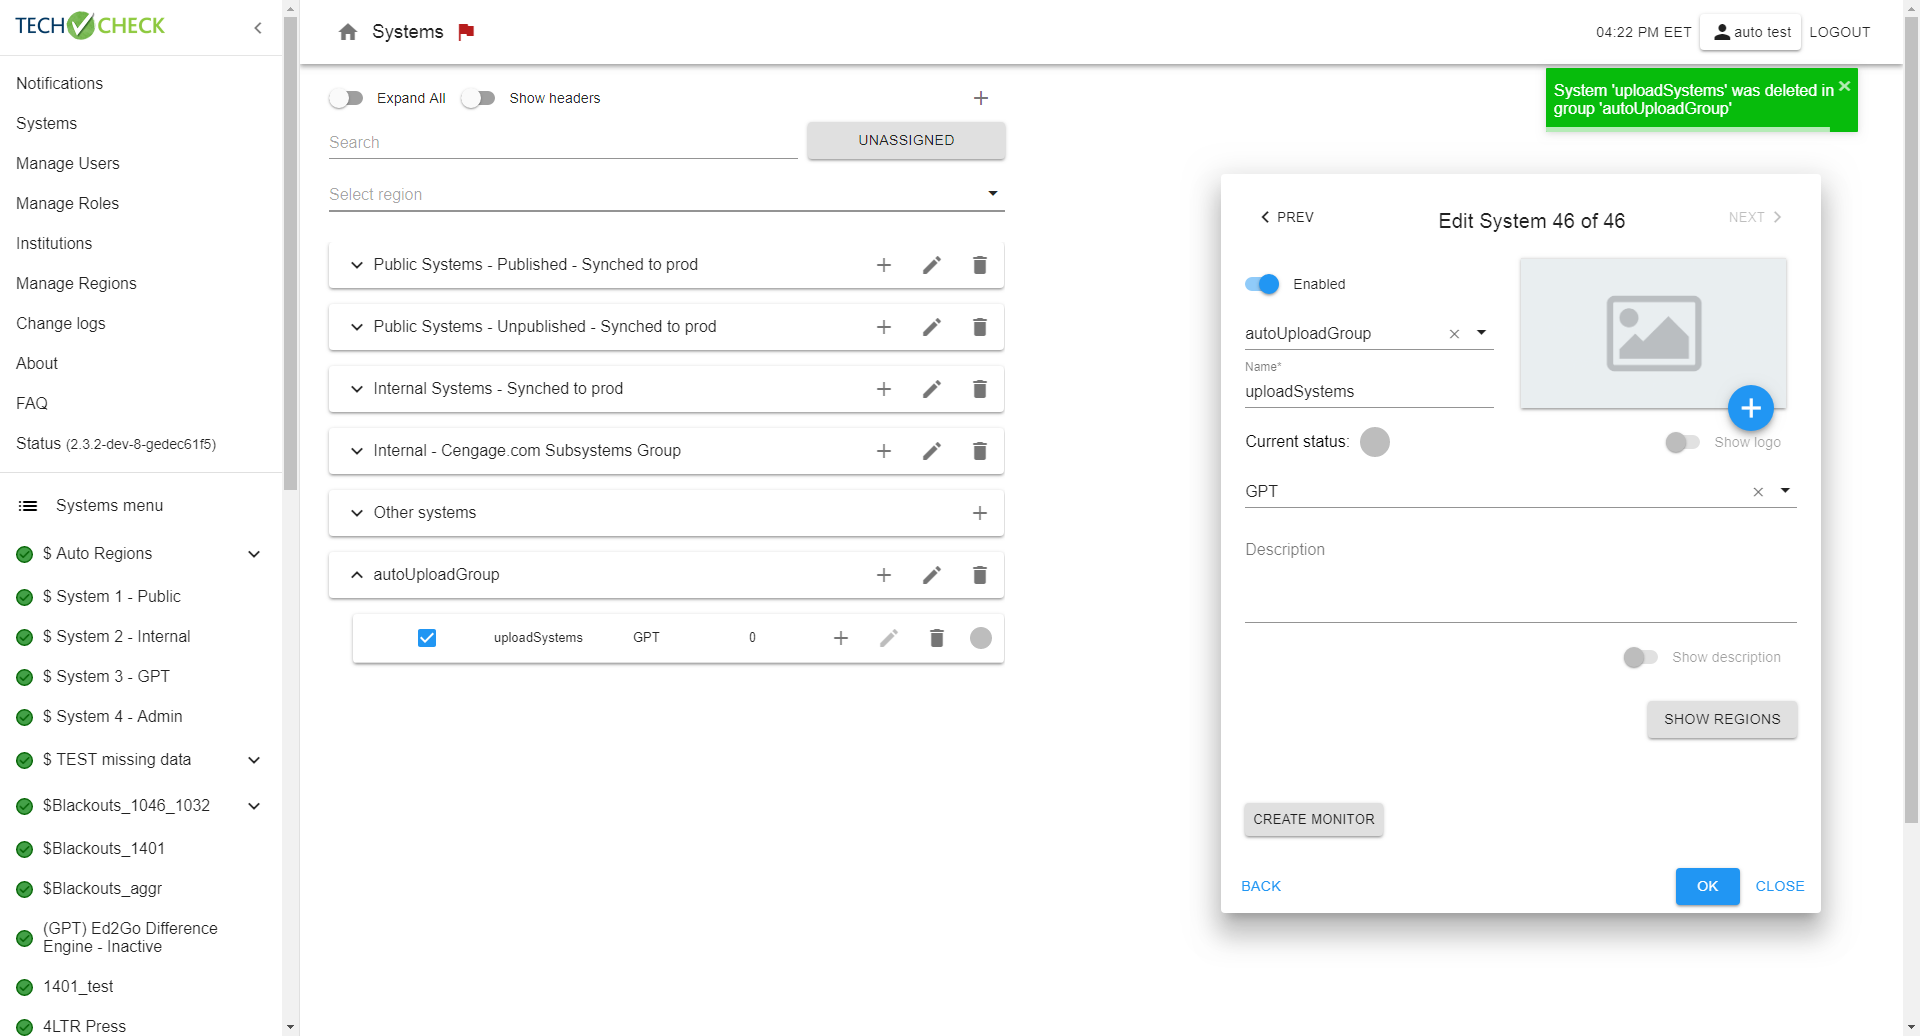 TECH CHECK
Notifications
Systems
Manage Users
Manage Roles
Institutions
Manage Regions
Change logs
About
FAQ
Status (2.3.2-dev-8-gedec61f5)
Systems menu
$ Auto Regions
$ System 1 - Public
$ System 2 - Internal
$ System 3 - GPT
$ System 4 - Admin
$ TEST missing data
$Blackouts_1046_1032
$Blackouts_1401
$Blackouts_aggr
(GPT) Ed2Go Difference
Engine - Inactive
1401_test
4LTR Press
Systems
04:22 PM EET
auto test
LOGOUT
Expand All
Show headers
Search
UNASSIGNED
Select region
Public Systems - Published - Synched to prod
Public Systems - Unpublished - Synched to prod
Internal Systems - Synched to prod
Internal - Cengage.com Subsystems Group
Other systems
autoUploadGroup
uploadSystems GPT 0
System 'uploadSystems' was deleted in
group 'autoUploadGroup'
PREV
Edit System 46 of 46
NEXT
Enabled
autoUploadGroup
Name*
uploadSystems
Current status:
Show logo
GPT
Description
Show description
SHOW REGIONS
CREATE MONITOR
BACK
OK
CLOSE